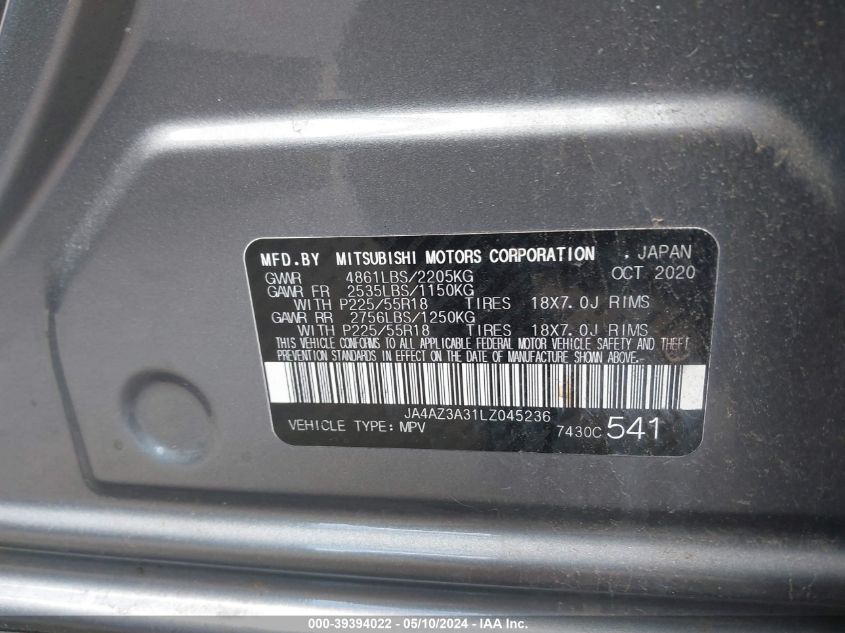 MFD.BY MITSUBISHI MOTORS CORPORATION . JAPAN
GVWR 4861LBS/2205KG OCT 2020
GAWR FR 2535LBS/1150KG
WITH P225/55R18 TIRES 18X7.0J RIMS
GAWR RR 2756LBS/1250KG
WITH P225/55R18 TIRES 18X7.0J RIMS
THIS VEHICLE CONFORMS TO ALL APPLICABLE FEDERAL MOTOR VEHICLE SAFETY AND THEFT
PREVENTION STANDARDS IN EFFECT ON THE DATE OF MANUFACTURE SHOWN ABOVE.
JA4AZ3A31LZ045236
VEHICLE TYPE: MPV 7430C 541
000-39394022 - 05/10/2024 - IAA Inc.